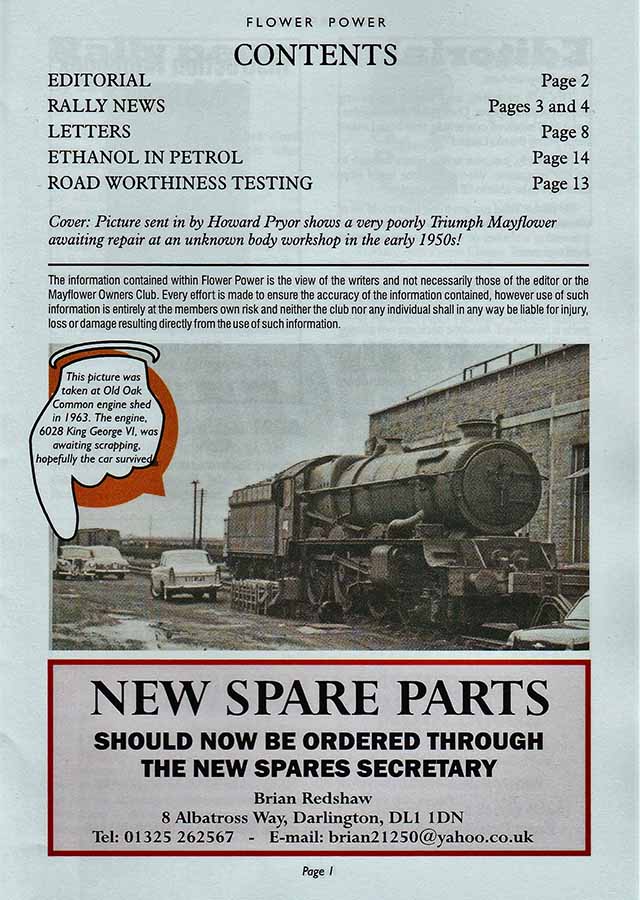 FLOWER POWER
CONTENTS
EDITORIAL Page 2
RALLY NEWS Pages 3 and 4
LETTERS Page 8
ETHANOL IN PETROL Page 14
ROAD WORTHINESS TESTING Page 13
Cover: Picture sent in by Howard Pryor shows a very poorly Triumph Mayflower
awaiting repair at an unknown body workshop in the early 1950s!
The information contained within Flower Power is the view of the writers and not necessarily those of the editor or the
Mayflower Owners Club. Every effort is made to ensure the accuracy of the information contained, however use of such
information is entirely at the members own risk and neither the club nor any individual shall in any way be liable for injury,
loss or damage resulting directly from the use of such information.
This picture was
taken at Old Oak
Common engine shed
in 1963. The engine,
6028 King George VI, was
awaiting scrapping,
hopefully the car survived.
NEW SPARE PARTS
SHOULD NOW BE ORDERED THROUGH
THE NEW SPARES SECRETARY
Brian Redshaw
8 Albatross Way, Darlington, DL1 1DN
Tel: 01325 262567 - E-mail: brian21250@yahoo.co.uk
Page 1